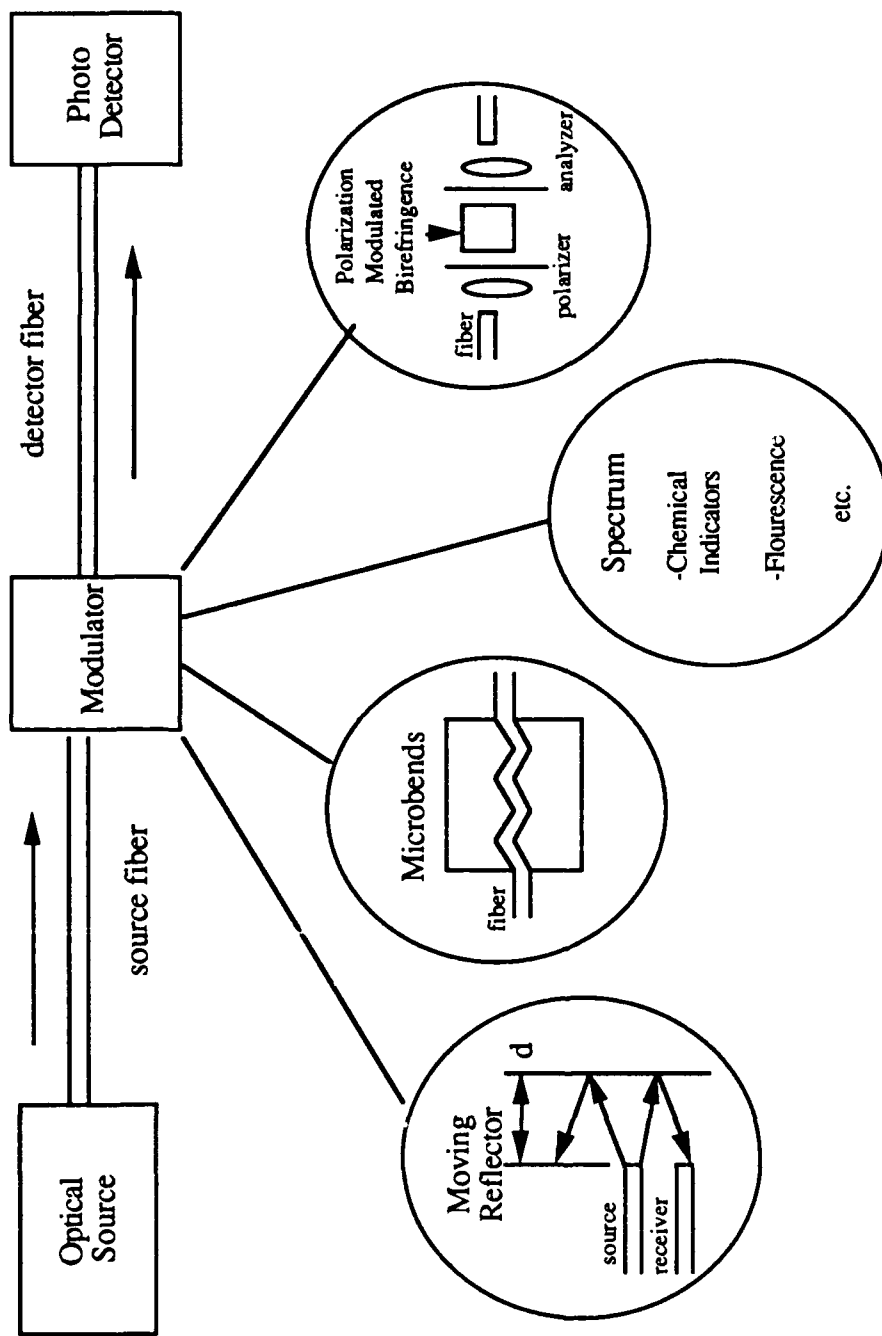 Optical
Source
source fiber
Modulator
detector fiber
Photo
Detector
Moving
Reflector
d
source
receiver
Microbends
fiber
Spectrum
-Chemical
Indicators
-Flourescence
etc.
Polarization
Modulated
Birefringence
fiber
polarizer
analyzer